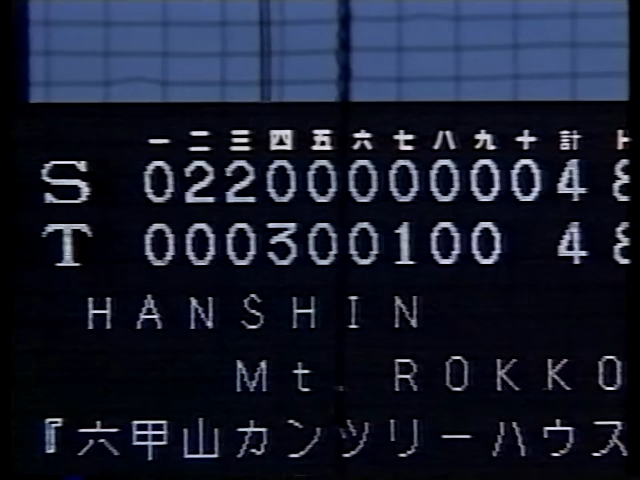 一二三四五六七八九十計
S 0220000000 4 8
T 000300100 4 8
HANSHIN
Mt. ROKKO
『六甲山カンツリーハウス